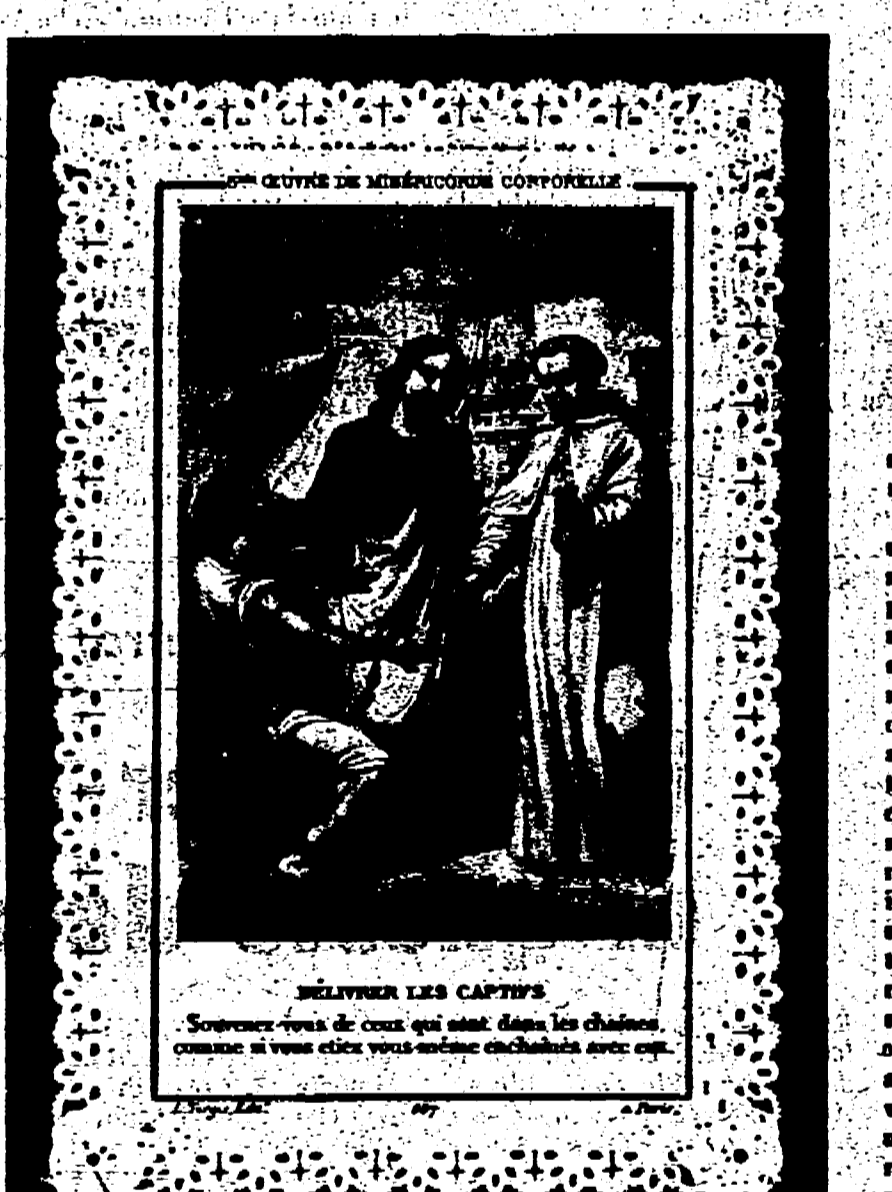 ŒUVRE DE MISÉRICORDE CORPORELLE
DÉLIVRER LES CAPTIFS
Souvenez-vous de ceux qui sont dans les chaînes,
comme si vous étiez vous-même enchaînés avec eux.
à Paris.